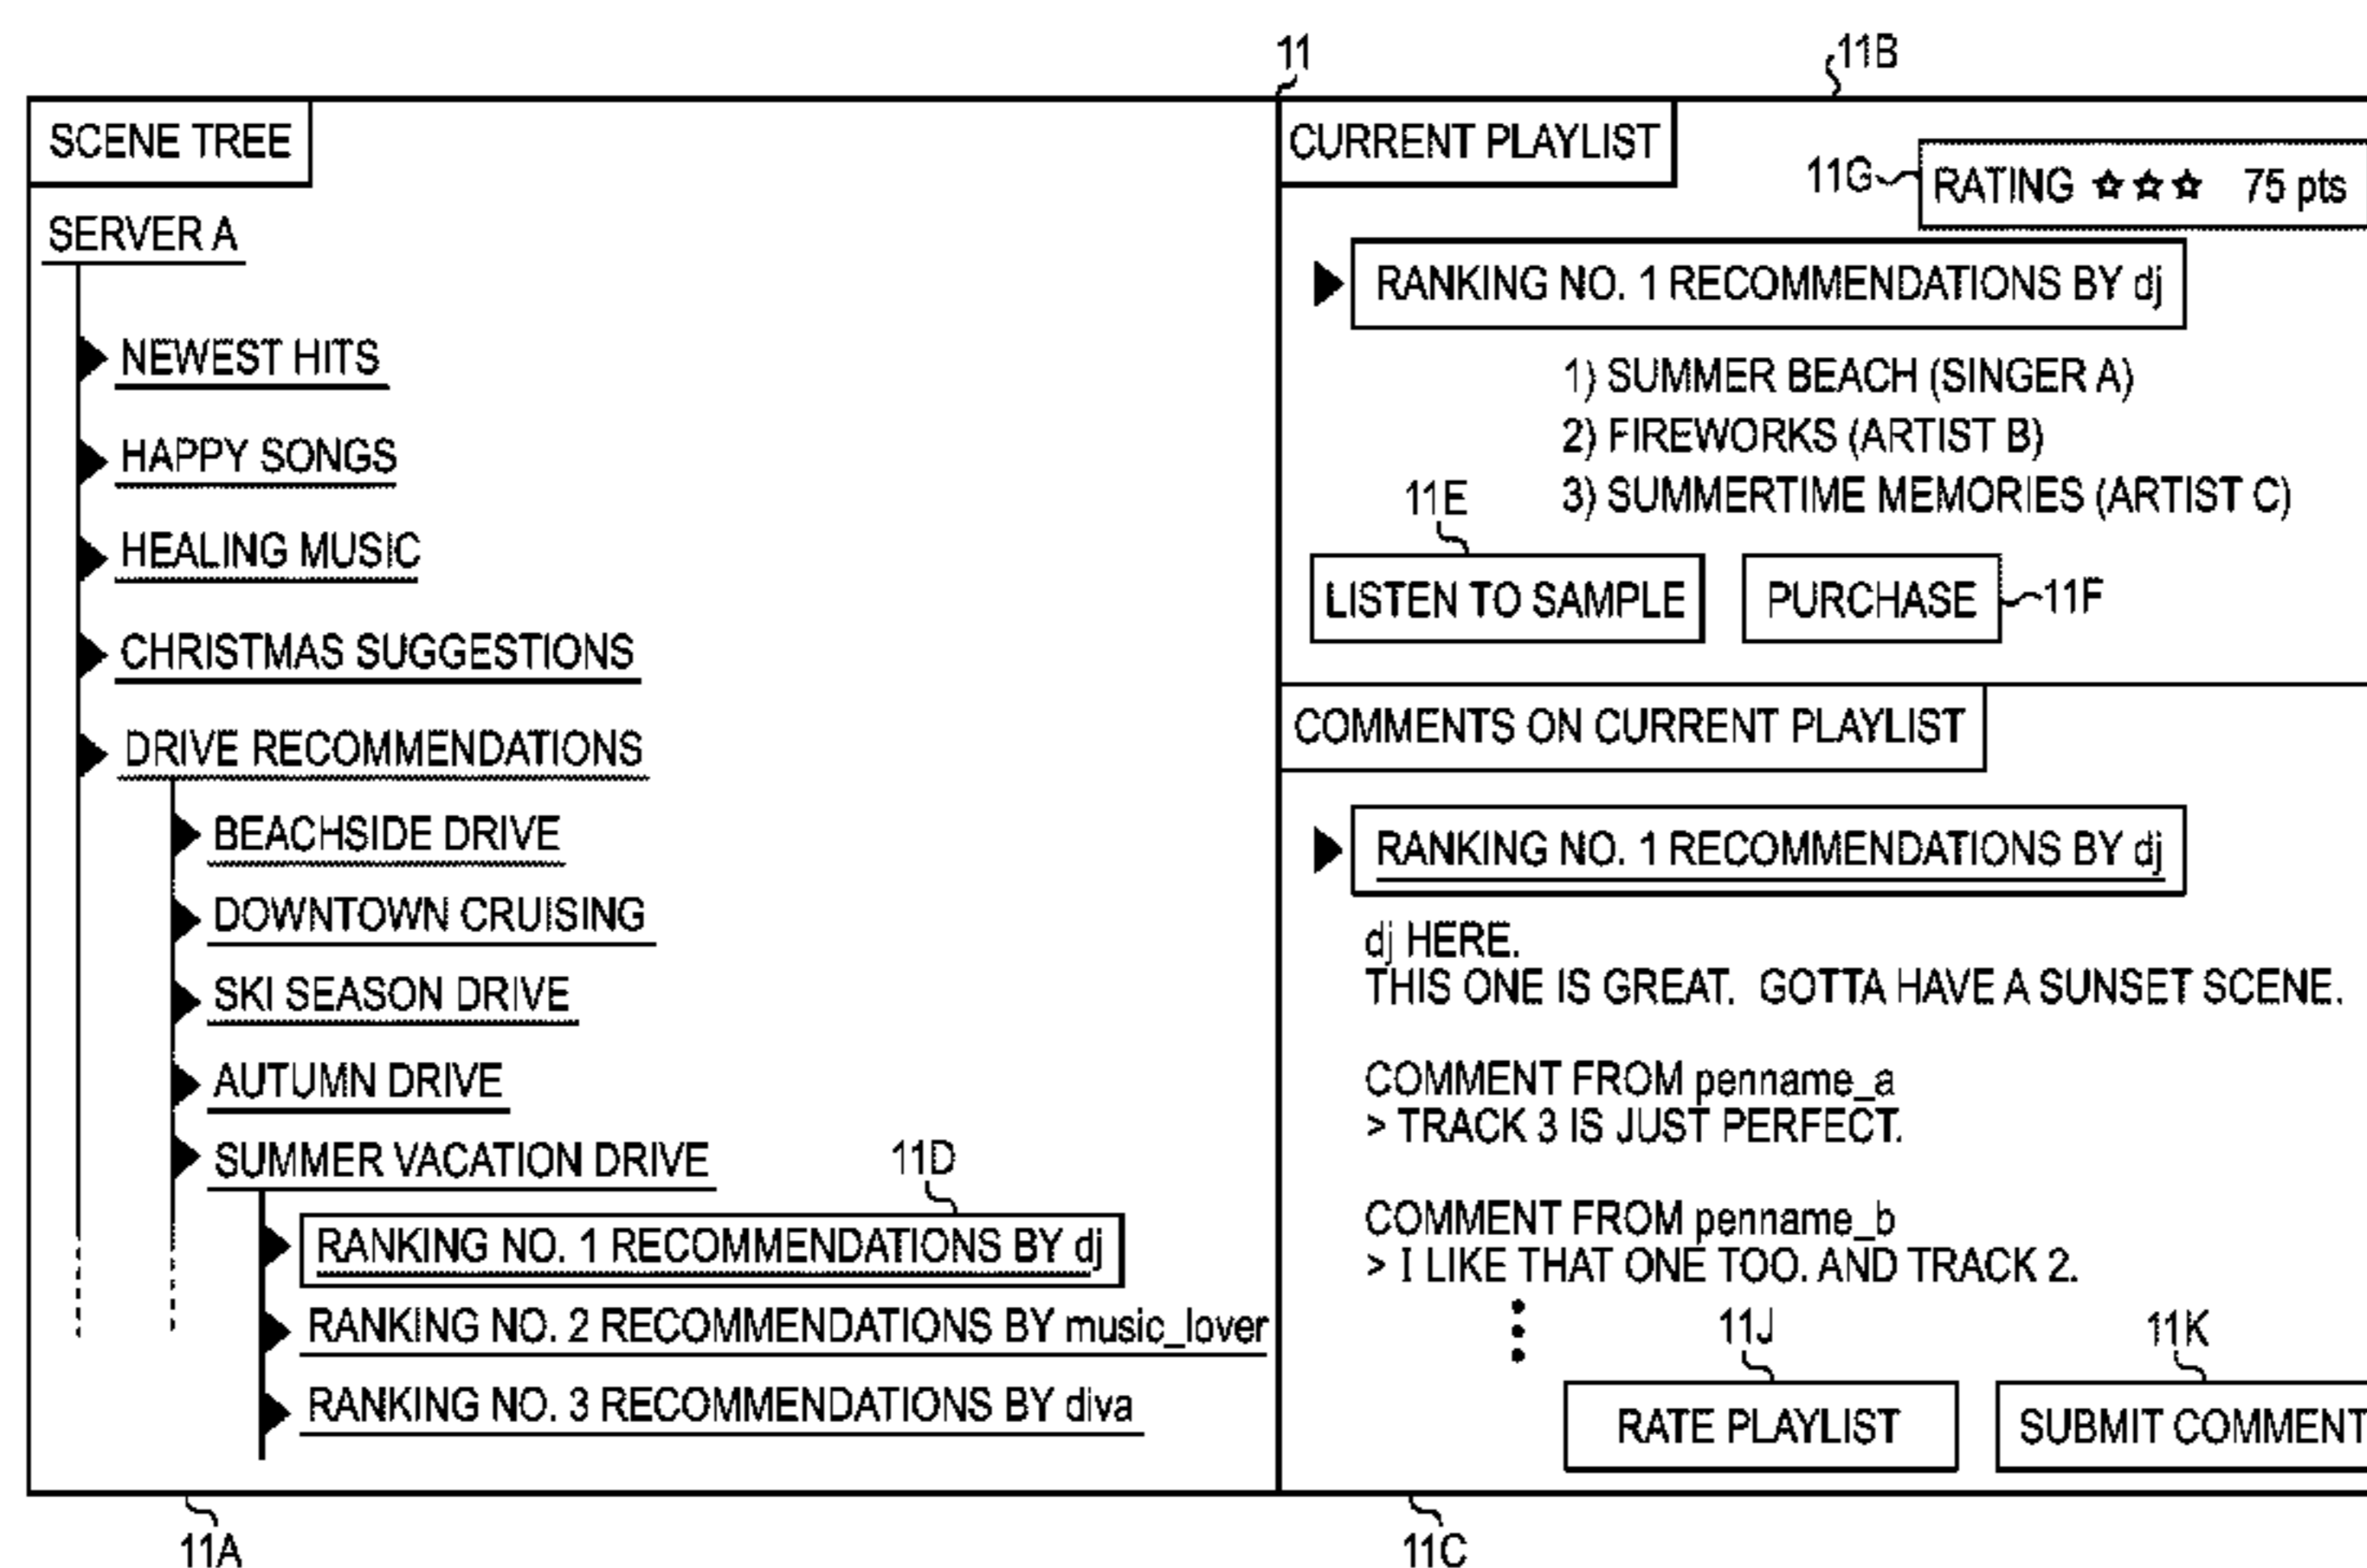 11
11B
SCENE TREE
SERVER A
NEWEST HITS
HAPPY SONGS
HEALING MUSIC
CHRISTMAS SUGGESTIONS
DRIVE RECOMMENDATIONS
BEACHSIDE DRIVE
DOWNTOWN CRUISING
SKI SEASON DRIVE
AUTUMN DRIVE
SUMMER VACATION DRIVE
11D
RANKING NO. 1 RECOMMENDATIONS BY dj
RANKING NO. 2 RECOMMENDATIONS BY music_lover
RANKING NO. 3 RECOMMENDATIONS BY diva
11A
CURRENT PLAYLIST
11G
RATING ☆☆☆ 75 pts
RANKING NO. 1 RECOMMENDATIONS BY dj
1) SUMMER BEACH (SINGER A)
2) FIREWORKS (ARTIST B)
3) SUMMERTIME MEMORIES (ARTIST C)
11E
LISTEN TO SAMPLE
PURCHASE
11F
COMMENTS ON CURRENT PLAYLIST
RANKING NO. 1 RECOMMENDATIONS BY dj
dj HERE.
THIS ONE IS GREAT. GOTTA HAVE A SUNSET SCENE.
COMMENT FROM penname_a
> TRACK 3 IS JUST PERFECT.
COMMENT FROM penname_b
> I LIKE THAT ONE TOO. AND TRACK 2.
11J
11K
RATE PLAYLIST
SUBMIT COMMENT
11C